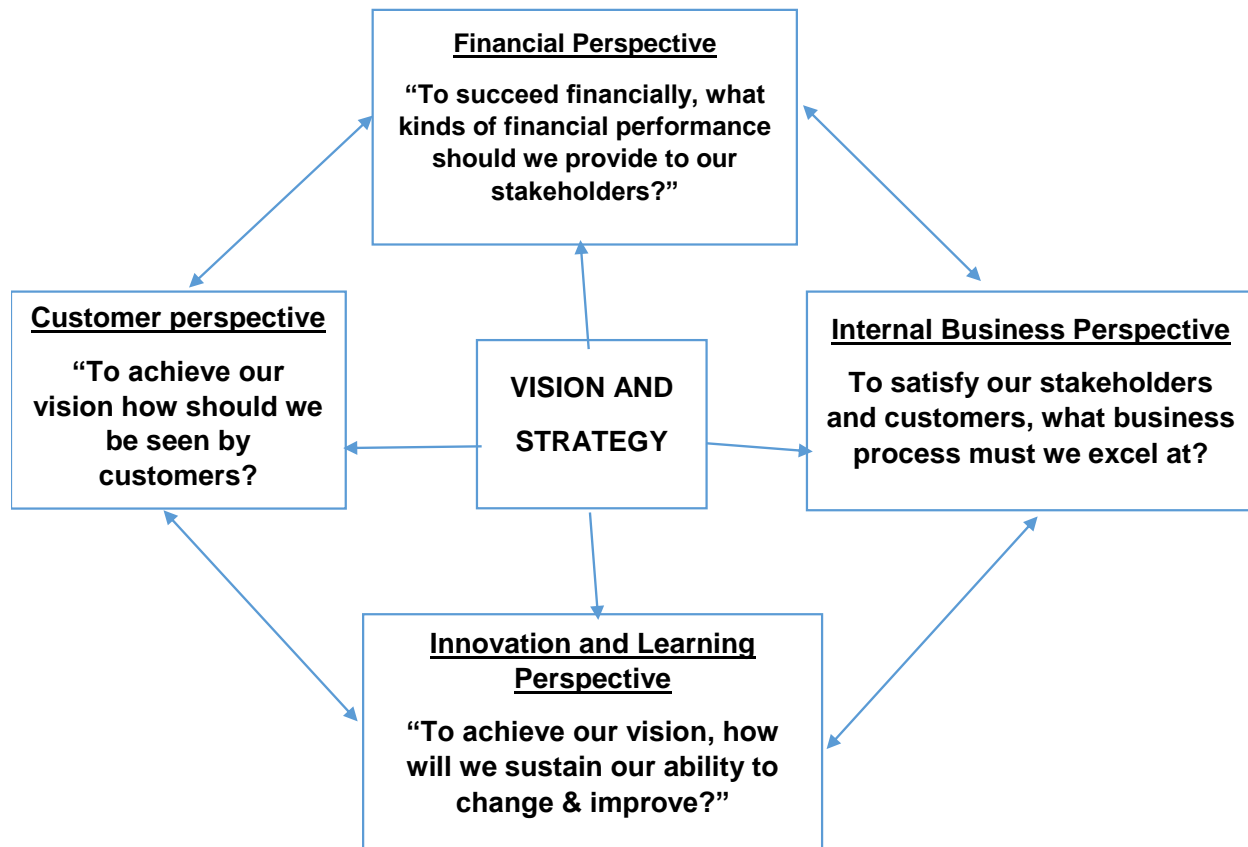 Financial Perspective
“To succeed financially, what
kinds of financial performance
should we provide to our
stakeholders?”
Customer perspective
“To achieve our
vision how should we
be seen by
customers?
VISION AND
STRATEGY
Internal Business Perspective
To satisfy our stakeholders
and customers, what business
process must we excel at?
Innovation and Learning
Perspective
“To achieve our vision, how
will we sustain our ability to
change & improve?”